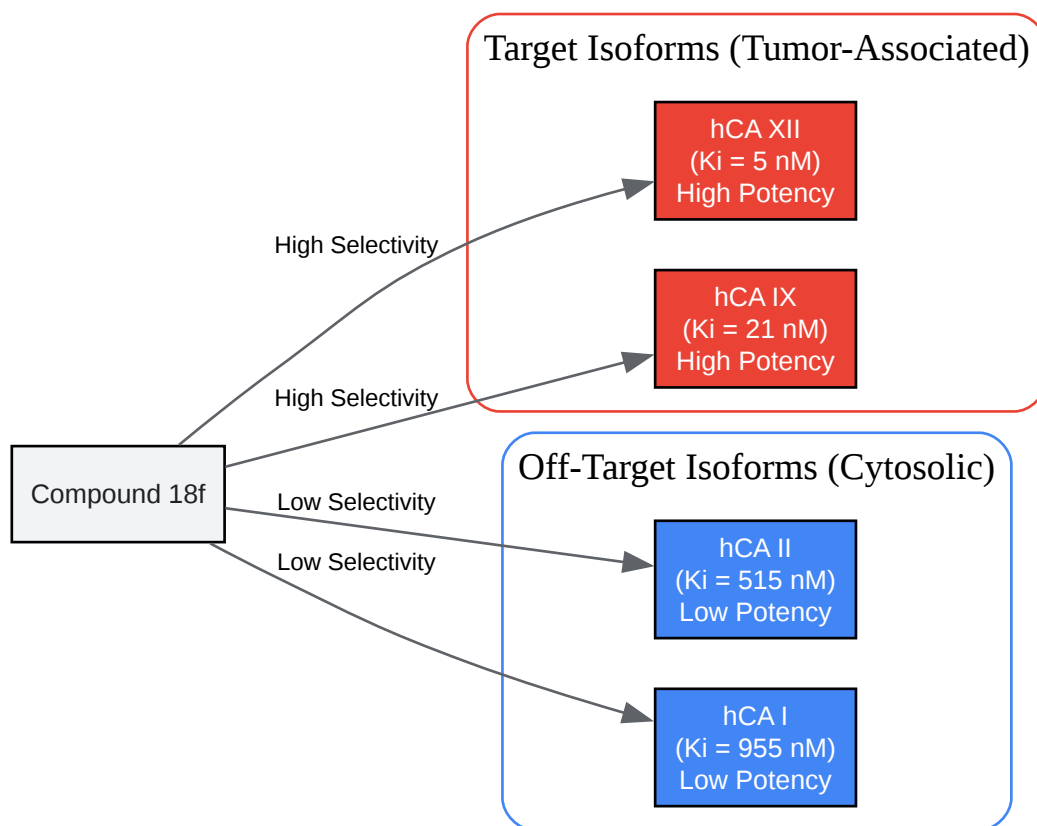 Target Isoforms (Tumor-Associated)
hCA XII
(Ki = 5 nM)
High Potency
High Selectivity
hCA IX
(Ki = 21 nM)
High Potency
High Selectivity
Compound 18f
Off-Target Isoforms (Cytosolic)
Low Selectivity
hCA II
(Ki = 515 nM)
Low Potency
Low Selectivity
hCA I
(Ki = 955 nM)
Low Potency